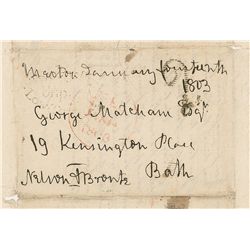 Merton January fourteenth
1803
George Matcham Esqr.
19 Kensington Place
Bath
Nelson & Bronte